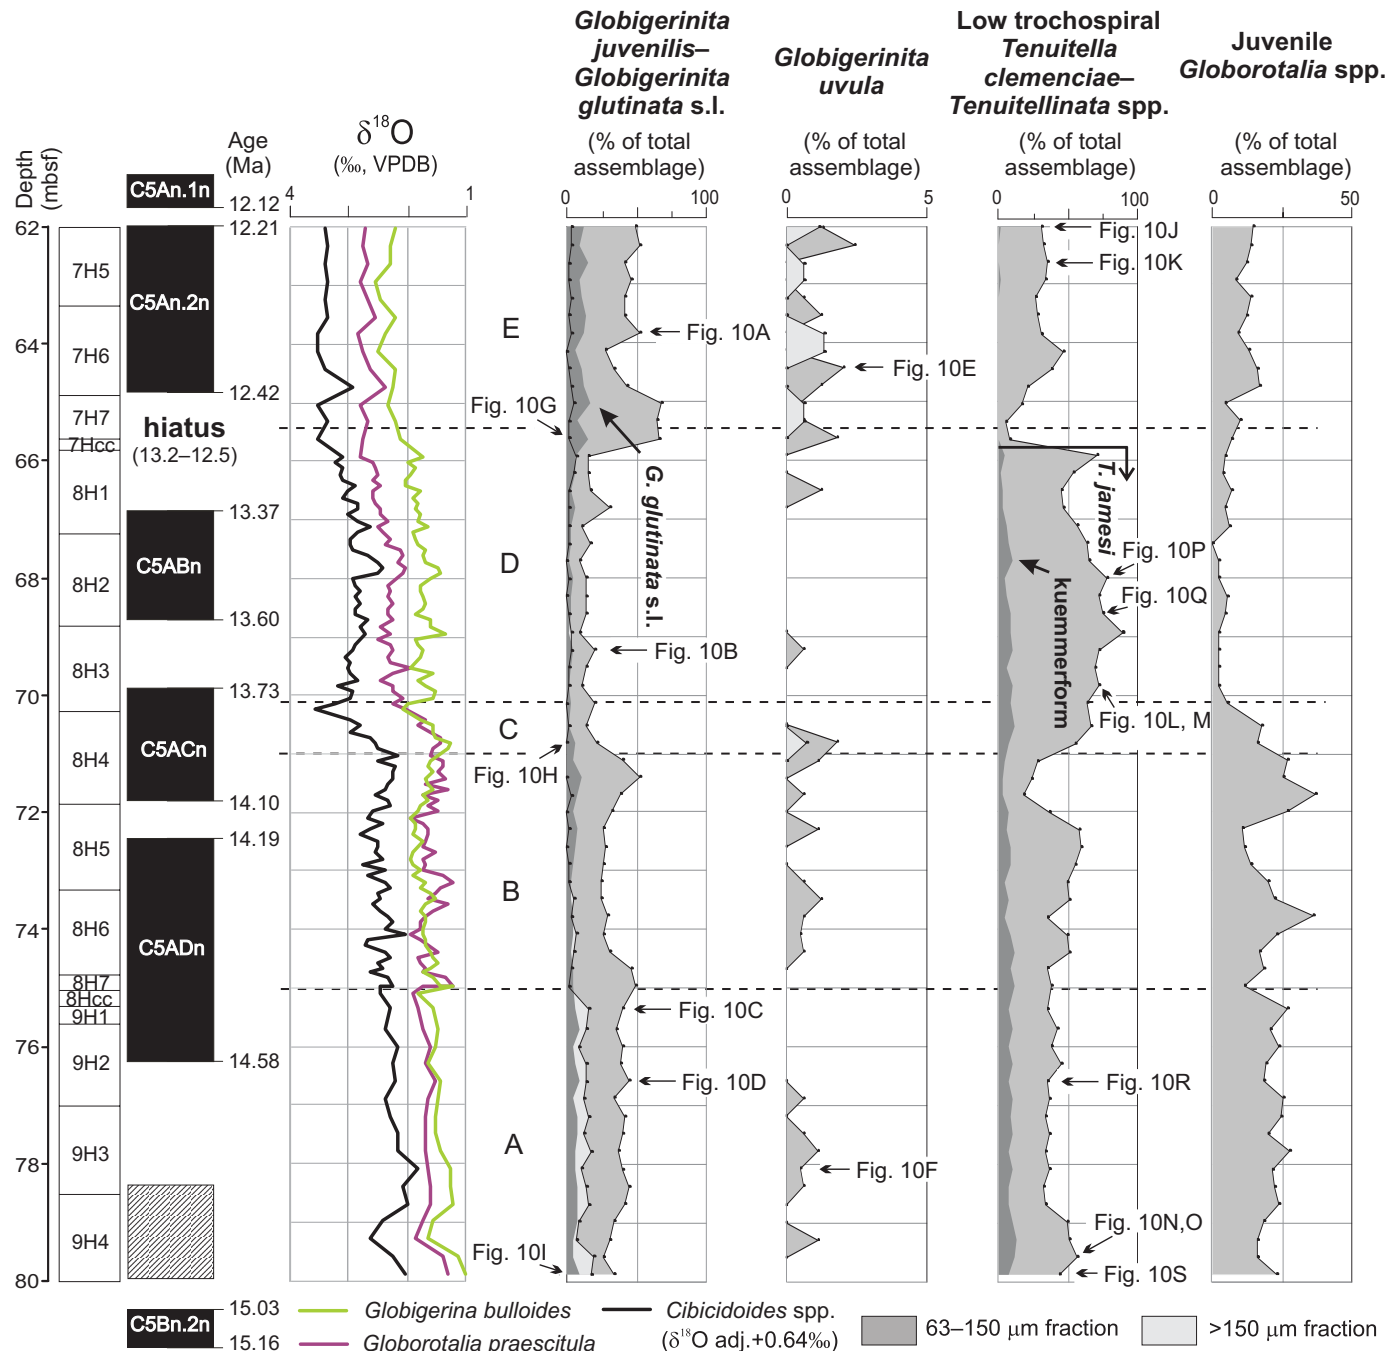 Globigerinita
juvenilis–
Globigerinita
glutinata s.l.
(% of total
assemblage)
0 100
Globigerinita
uvula
(% of total
assemblage)
0 5
Low trochospiral
Tenuitella
clemenciae–
Tenuitellinata spp.
(% of total
assemblage)
0 100
Juvenile
Globorotalia spp.
(% of total
assemblage)
0 50
Depth
(mbsf)
Age
(Ma)
δ18O
(‰, VPDB)
4 1
62
64
66
68
70
72
74
76
78
80
7H5
7H6
7H7
7Hcc
8H1
8H2
8H3
8H4
8H5
8H6
8H7
8Hcc
9H1
9H2
9H3
9H4
C5An.1n
12.12
12.21
C5An.2n
12.42
hiatus
(13.2–12.5)
13.37
C5ABn
13.60
13.73
C5ACn
14.10
14.19
C5ADn
14.58
15.03
C5Bn.2n
15.16
E
D
C
B
A
Fig. 10G
Fig. 10H
Fig. 10I
Fig. 10A
G. glutinata s.l.
Fig. 10B
Fig. 10C
Fig. 10D
Fig. 10E
Fig. 10F
Fig. 10J
Fig. 10K
T. jamesi
Fig. 10P
kuemmerform
Fig. 10Q
Fig. 10L, M
Fig. 10R
Fig. 10N,O
Fig. 10S
Globigerina bulloides
Globorotalia praescitula
Cibicidoides spp.
(δ18O adj.+0.64‰)
63–150 µm fraction
>150 µm fraction